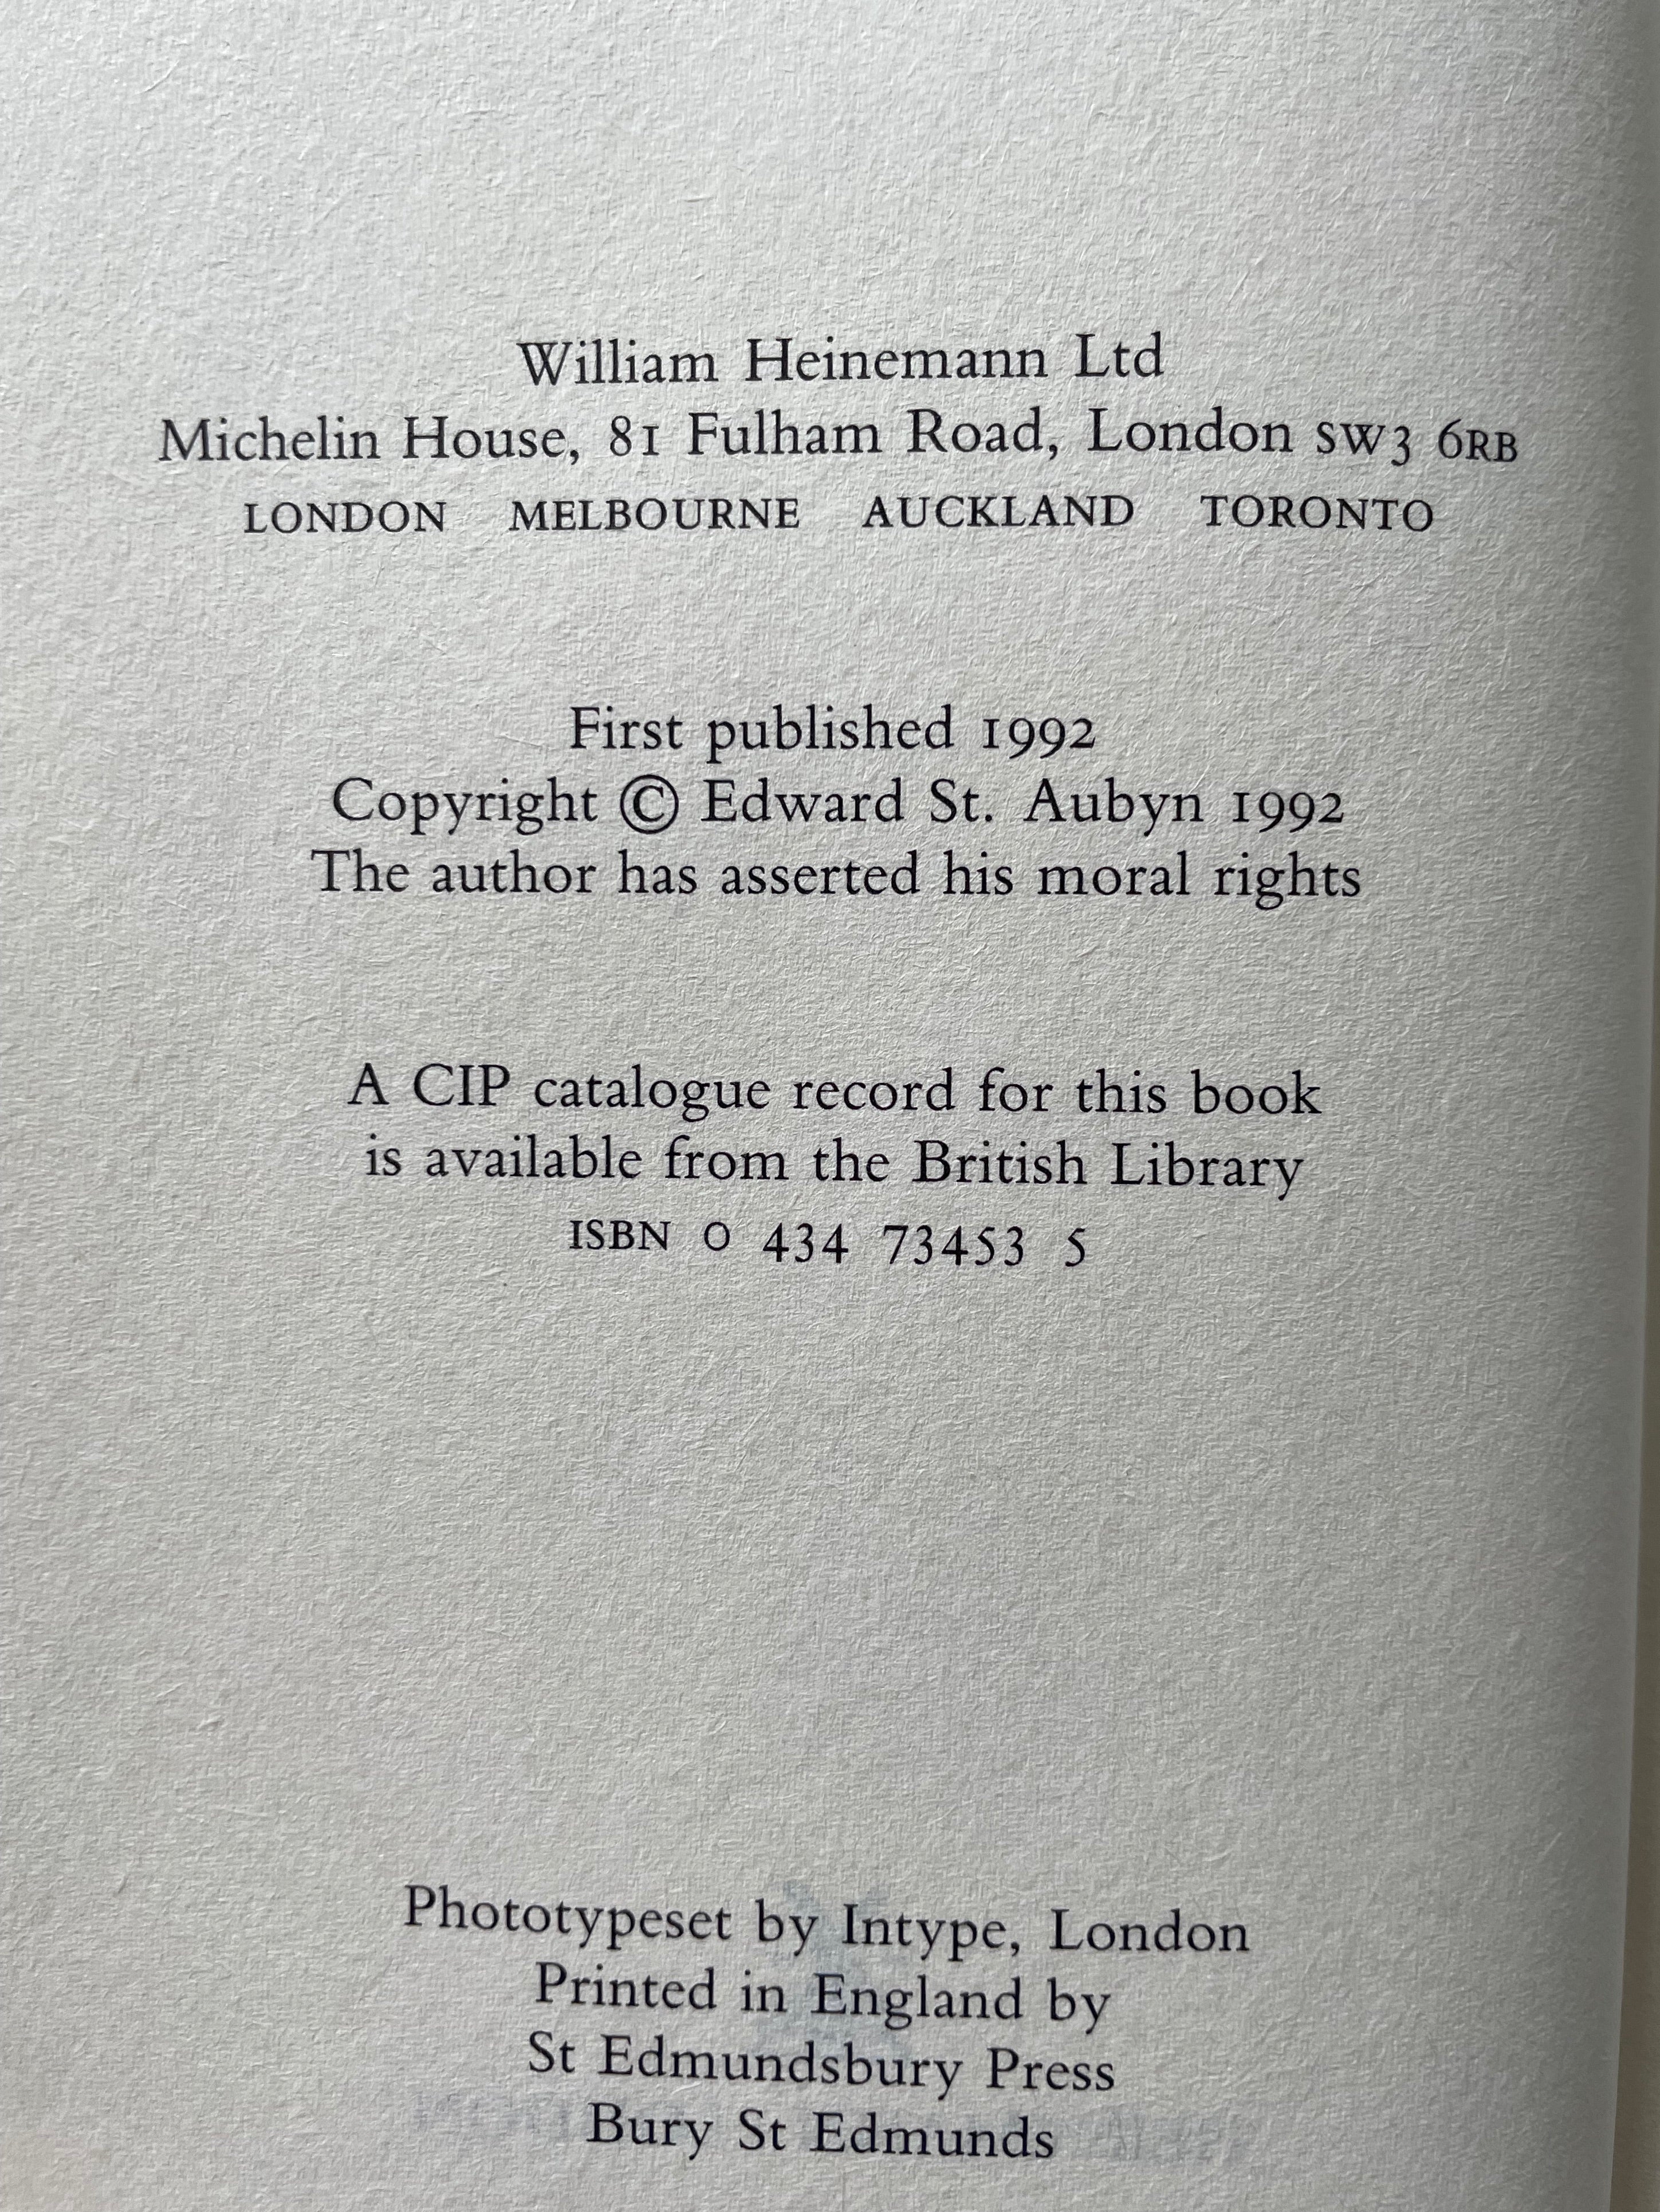 William Heinemann Ltd
Michelin House, 81 Fulham Road, London SW3 6RB
LONDON MELBOURNE AUCKLAND TORONTO
First published 1992
Copyright © Edward St. Aubyn 1992
The author has asserted his moral rights
A CIP catalogue record for this book
is available from the British Library
ISBN 0 434 73453 5
Phototypeset by Intype, London
Printed in England by
St Edmundsbury Press
Bury St Edmunds